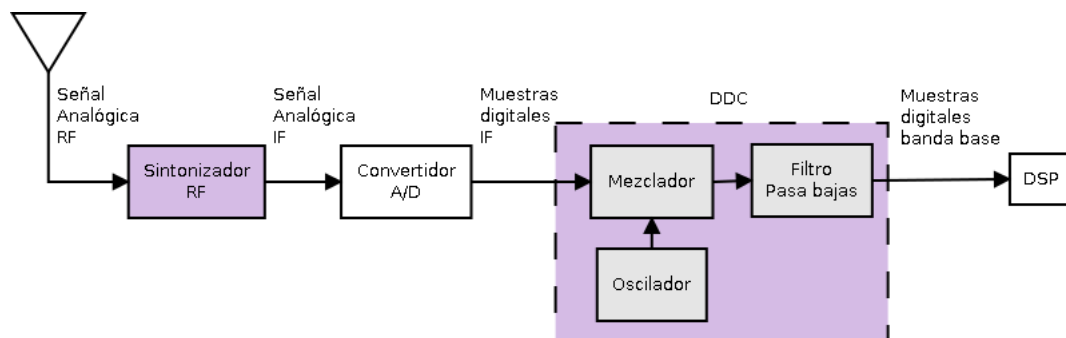 Señal
Analógica
RF
Sintonizador
RF
Señal
Analógica
IF
Convertidor
A/D
Muestras
digitales
IF
DDC
Mezclador
Oscilador
Filtro
Pasa bajas
Muestras
digitales
banda base
DSP